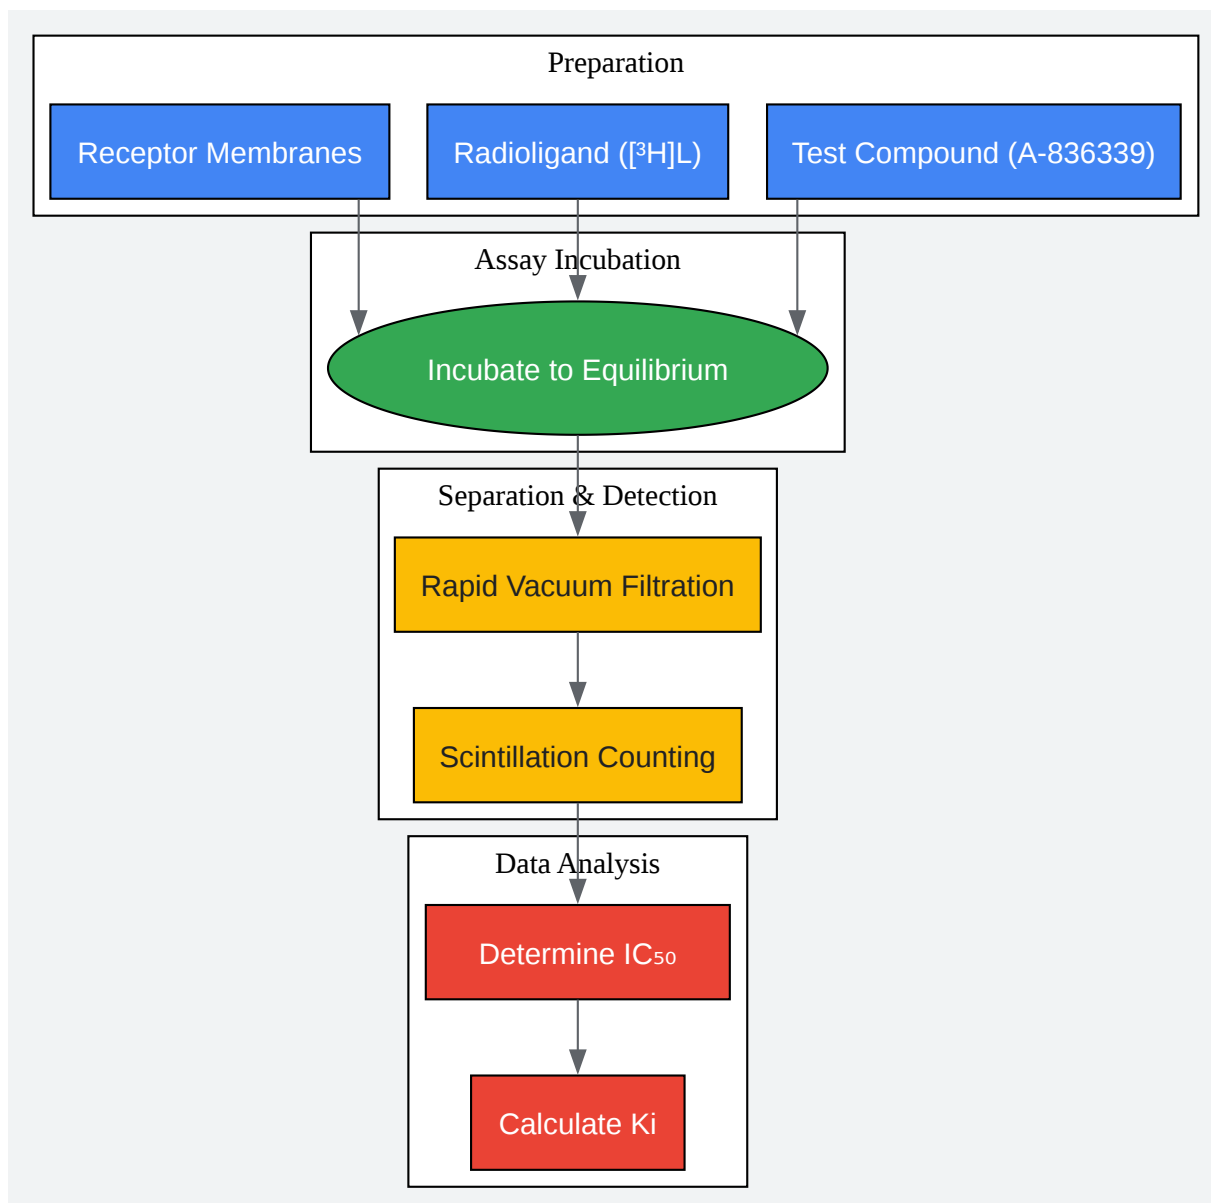 Preparation
Receptor Membranes
Radioligand ([³H]L)
Test Compound (A-836339)
Assay Incubation
Incubate to Equilibrium
Separation & Detection
Rapid Vacuum Filtration
Scintillation Counting
Data Analysis
Determine IC₅₀
Calculate Ki